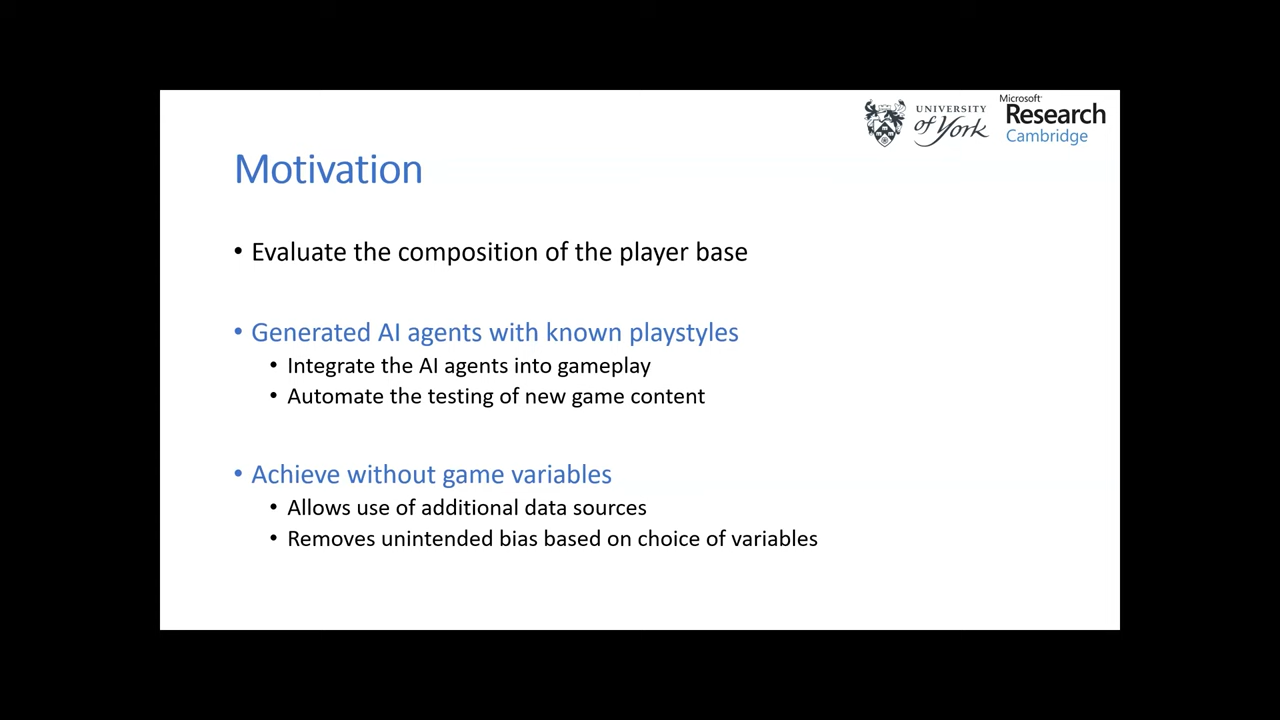 UNIVERSITY
of York
Microsoft
Research
Cambridge
Motivation
• Evaluate the composition of the player base
• Generated AI agents with known playstyles
• Integrate the AI agents into gameplay
• Automate the testing of new game content
• Achieve without game variables
• Allows use of additional data sources
• Removes unintended bias based on choice of variables